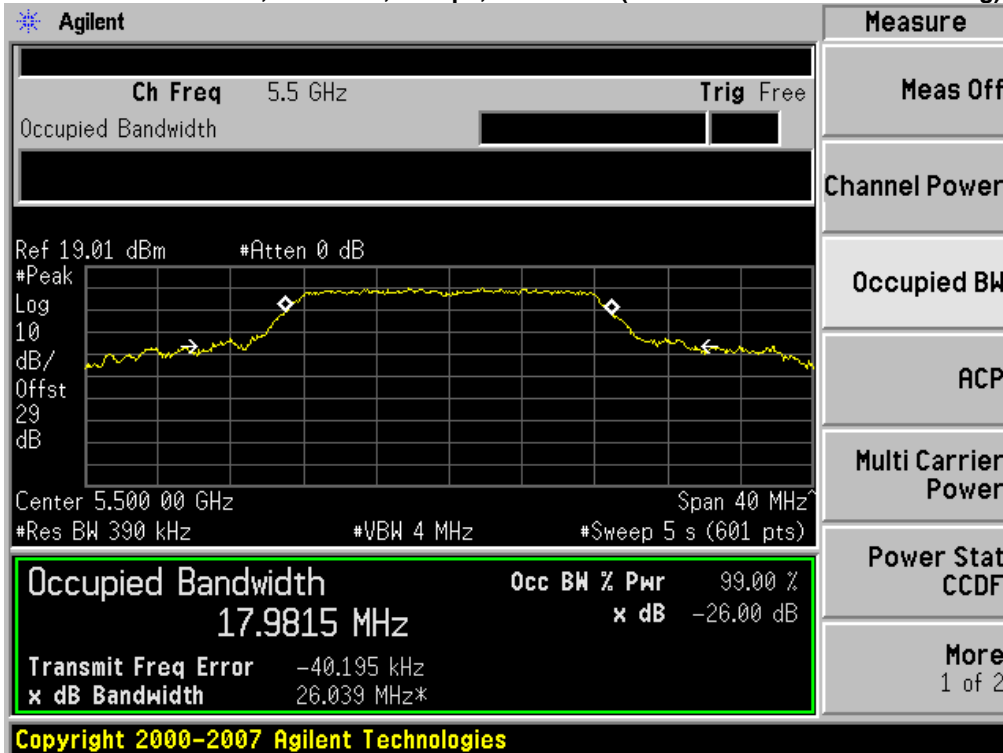 Agilent
Measure
Ch Freq 5.5 GHz
Trig Free
Meas Off
Occupied Bandwidth
Channel Power
Ref 19.01 dBm #Atten 0 dB
#Peak
Log
10
dB/
Offst
29
dB
Occupied BW
ACP
Multi Carrier
Power
Center 5.500 00 GHz Span 40 MHz^
#Res BW 390 kHz #VBW 4 MHz #Sweep 5 s (601 pts)
Occupied Bandwidth
17.9815 MHz
Occ BW % Pwr 99.00 %
x dB -26.00 dB
Transmit Freq Error -40.195 kHz
x dB Bandwidth 26.039 MHz*
Power Stat
CCDF
More
1 of 2
Copyright 2000-2007 Agilent Technologies